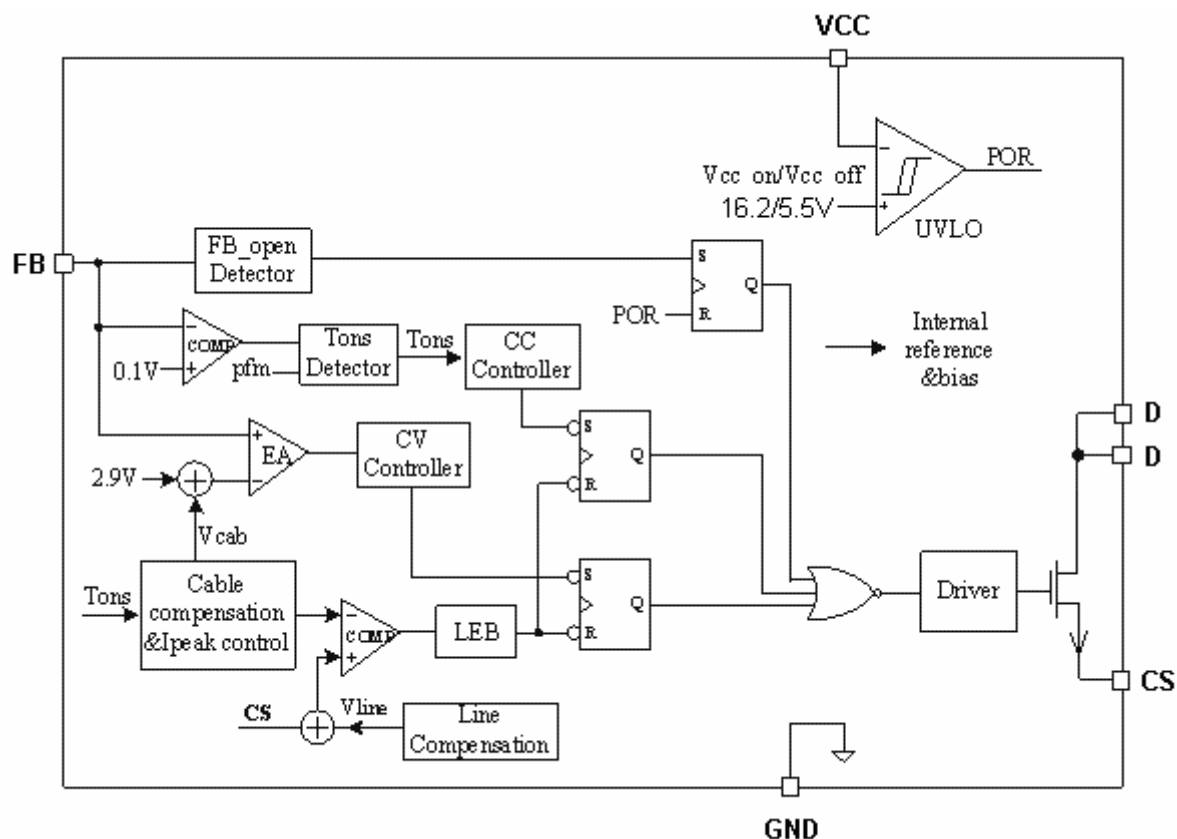 VCC
POR
Vcc on/Vcc off
16.2/5.5V
- 
+
UVLO
FB
FB_open
Detector
S
Q
R
POR
Internal
reference
&bias
-
COMP
+
0.1V
pfm
Tons
Detector
Tons
CC
Controller
D
D
+
EA
-
CV
Controller
S
Q
R
2.9V
+
Vcab
Tons
Cable
compensation
&Ipeak control
-
COMP
+
LEB
S
Q
R
Driver
CS
CS
+
Vline
Line
Compensation
GND